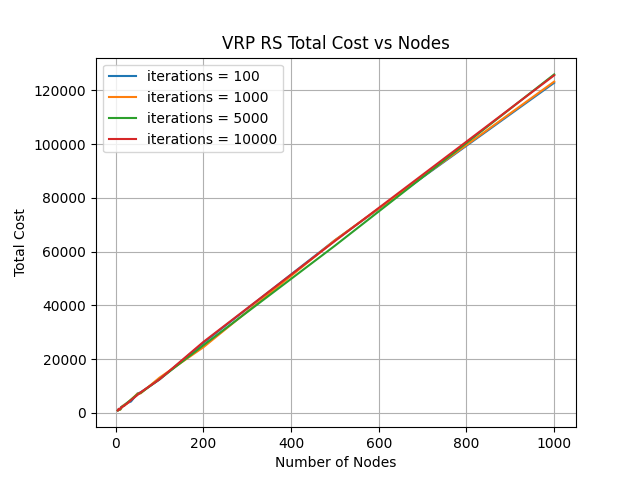 VRP RS Total Cost vs Nodes
iterations = 100
iterations = 1000
iterations = 5000
iterations = 10000
120000
100000
80000
60000
40000
20000
0
Total Cost
0 200 400 600 800 1000
Number of Nodes